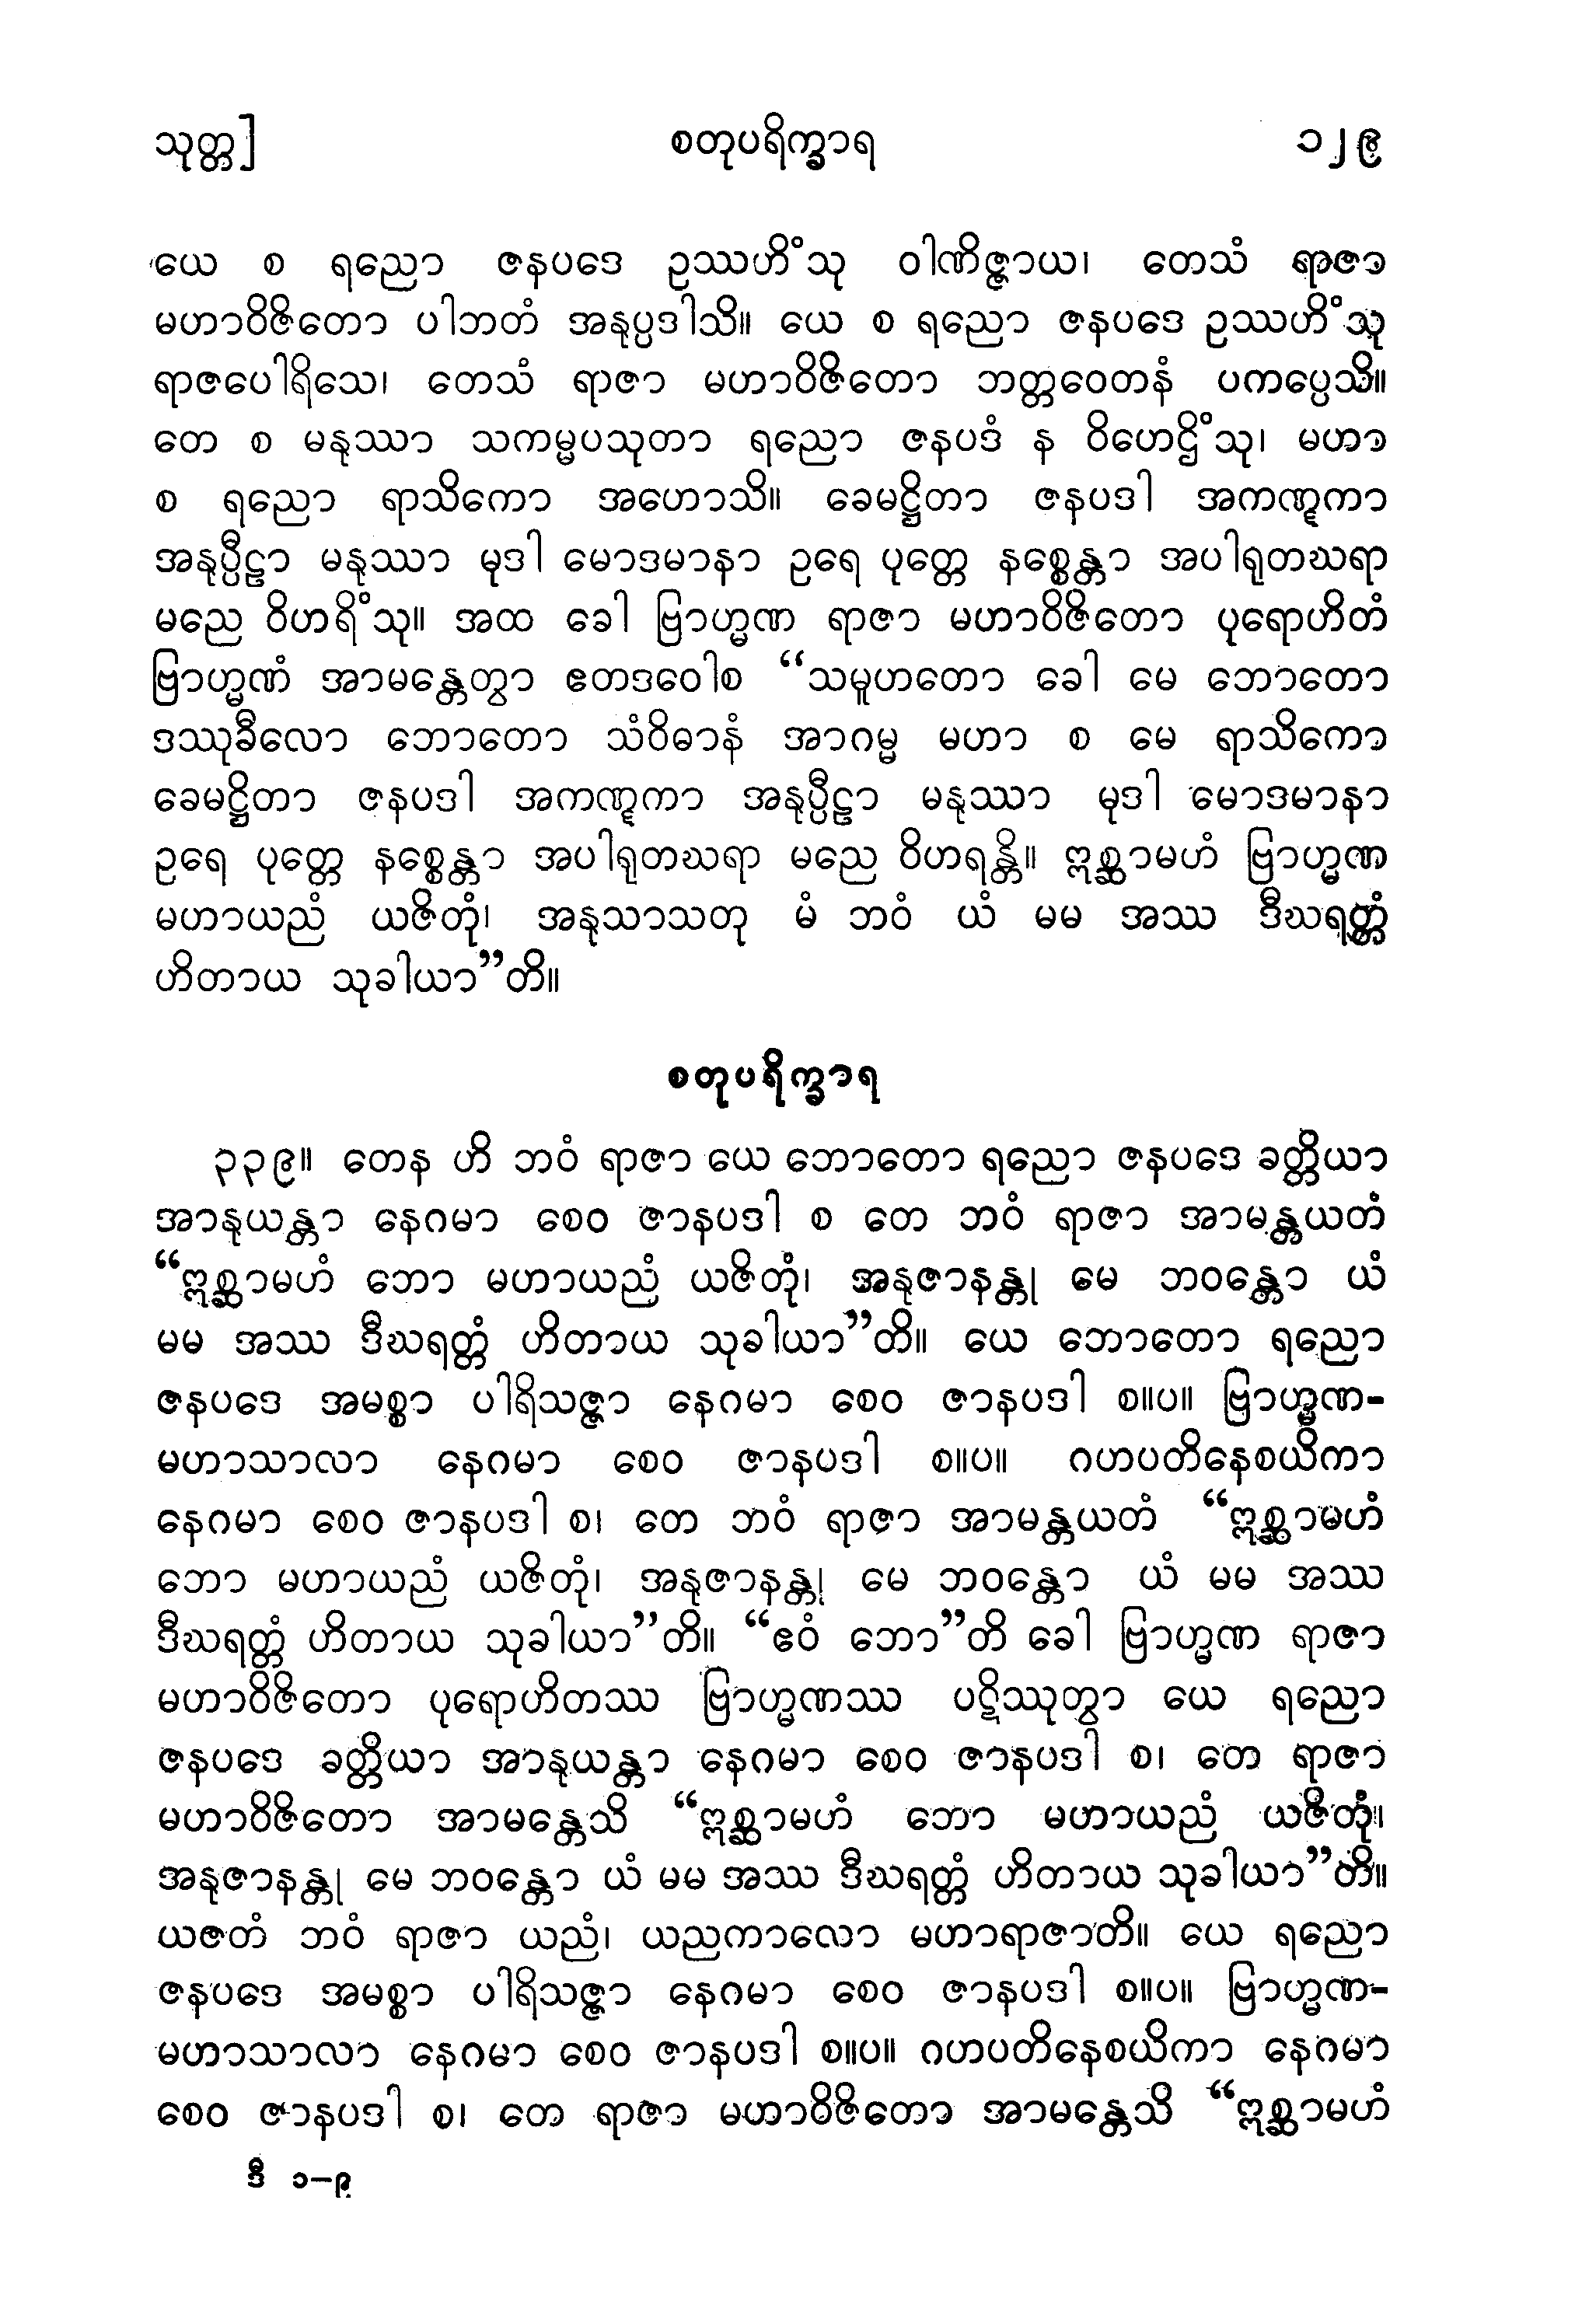 သုတ္တ]
စတုပရိက္ခာရ
၁၂၉
ယေ စ ရညော ဇနပဒေ ဥဿဟိံသု ဝါဏိဇ္ဇာယ၊ တေသံ ရာဇာ
မဟာဝိဇိတော ပါဘတံ အနုပ္ပဒါသိ။ ယေ စ ရညော ဇနပဒေ ဥဿဟိံသု
ရာဇပေါရိသေ၊ တေသံ ရာဇာ မဟာဝိဇိတော ဘတ္တဝေတနံ ပကပ္ပေသိ။
တေ စ မနုဿာ သကမ္မပသုတာ ရညော ဇနပဒံ န ဝိဟေဌိံသု၊ မဟာ
စ ရညော ရာသိကော အဟောသိ။ ခေမဋ္ဌိတာ ဇနပဒါ အကဏ္ဋကာ
အနုပ္ပီဠာ မနုဿာ မုဒါ မောဒမာနာ ဥရေ ပုတ္တေ နစ္စေန္တာ အပါရုတဃရာ
မညေ ဝိဟရိံသု။ အထ ခေါ ဗြာဟ္မဏ ရာဇာ မဟာဝိဇိတော ပုရောဟိတံ
ဗြာဟ္မဏံ အာမန္တေတွာ ဧတဒဝေါစ “သမူဟတော ခေါ မေ ဘောတော
ဒဿုခီလော ဘောတော သံဝိဓာနံ အာဂမ္မ မဟာ စ မေ ရာသိကော
ခေမဋ္ဌိတာ ဇနပဒါ အကဏ္ဋကာ အနုပ္ပီဠာ မနုဿာ မုဒါ မောဒမာနာ
ဥရေ ပုတ္တေ နစ္စေန္တာ အပါရုတဃရာ မညေ ဝိဟရန္တိ။ ဣစ္ဆာမဟံ ဗြာဟ္မဏ
မဟာယညံ ယဇိတုံ၊ အနုသာသတု မံ ဘဝံ ယံ မမ အဿ ဒီဃရတ္တံ
ဟိတာယ သုခါယာ”တိ။
စတုပရိက္ခာရ
၃၃၉။ တေန ဟိ ဘဝံ ရာဇာ ယေ ဘောတော ရညော ဇနပဒေ ခတ္တိယာ
အာနုယန္တာ နေဂမာ စေဝ ဇာနပဒါ စ တေ ဘဝံ ရာဇာ အာမန္တယတံ
“ဣစ္ဆာမဟံ ဘော မဟာယညံ ယဇိတုံ၊ အနုဇာနန္တု မေ ဘဝန္တော ယံ
မမ အဿ ဒီဃရတ္တံ ဟိတာယ သုခါယာ”တိ။ ယေ ဘောတော ရညော
ဇနပဒေ အမစ္စာ ပါရိသဇ္ဇာ နေဂမာ စေဝ ဇာနပဒါ စ။ပ။ ဗြာဟ္မဏ-
မဟာသာလာ နေဂမာ စေဝ ဇာနပဒါ စ။ပ။ ဂဟပတိနေစယိကာ
နေဂမာ စေဝ ဇာနပဒါ စ၊ တေ ဘဝံ ရာဇာ အာမန္တယတံ “ဣစ္ဆာမဟံ
ဘော မဟာယညံ ယဇိတုံ၊ အနုဇာနန္တု မေ ဘဝန္တော ယံ မမ အဿ
ဒီဃရတ္တံ ဟိတာယ သုခါယာ”တိ။ “ဧဝံ ဘော”တိ ခေါ ဗြာဟ္မဏ ရာဇာ
မဟာဝိဇိတော ပုရောဟိတဿ ဗြာဟ္မဏဿ ပဋိဿုတွာ ယေ ရညော
ဇနပဒေ ခတ္တိယာ အာနုယန္တာ နေဂမာ စေဝ ဇာနပဒါ စ၊ တေ ရာဇာ
မဟာဝိဇိတော အာမန္တေသိ “ဣစ္ဆာမဟံ ဘော မဟာယညံ ယဇိတုံ။
အနုဇာနန္တု မေ ဘဝန္တော ယံ မမ အဿ ဒီဃရတ္တံ ဟိတာယ သုခါယာ”တိ။
ယဇတံ ဘဝံ ရာဇာ ယညံ၊ ယညကာလော မဟာရာဇာတိ။ ယေ ရညော
ဇနပဒေ အမစ္စာ ပါရိသဇ္ဇာ နေဂမာ စေဝ ဇာနပဒါ စ။ပ။ ဗြာဟ္မဏ-
မဟာသာလာ နေဂမာ စေဝ ဇာနပဒါ စ။ပ။ ဂဟပတိနေစယိကာ နေဂမာ
စေဝ ဇာနပဒါ စ၊ တေ ရာဇာ မဟာဝိဇိတော အာမန္တေသိ “ဣစ္ဆာမဟံ
ဒီ ၁-၉